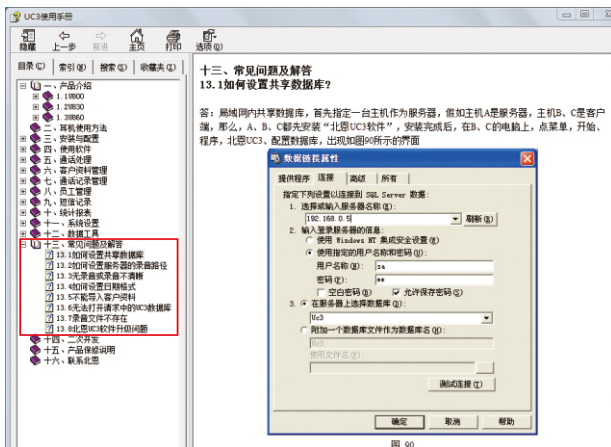 UC3使用手册
隐藏 上一步 前进 主页 打印 选项(O)
目录(C) 索引(N) 搜索(S) 收藏夹(I)
一、产品介绍
1.1U800
1.2U830
1.3U860
二、耳机使用方法
三、安装与配置
四、使用软件
五、通话处理
六、客户资料管理
七、通话记录管理
八、员工管理
九、短信记录
十、统计报表
十一、系统设置
十二、数据工具
十三、常见问题及解答
13.1如何设置共享数据库
13.2如何设置服务器的录音路径
13.3无录音或录音不清晰
13.4如何设置日期格式
13.5不能导入客户资料
13.6无法打开请求中的UC3数据库
13.7录音文件不存在
13.8北恩UC3软件升级问题
十四、二次开发
十五、产品保修说明
十六、联系北恩
十三、常见问题及解答
13.1如何设置共享数据库?
答：局域网内共享数据库，首先指定一台主机作为服务器，假如主机A是服务器，主机B、C是客户
端，那么，A、B、C都先安装“北恩UC3软件”，安装完成后，在B、C的电脑上，点菜单，开始、
程序，北恩UC3、配置数据库，出现如图90所示的界面
数据链接属性
提供程序 连接 高级 所有
指定下列设置以连接到 SQL Server 数据:
1. 选择或输入服务器名称(E):
192.168.0.5 刷新(R)
2. 输入登录服务器的信息:
使用 Windows NT 集成安全设置(W)
使用指定的用户名称和密码(U):
用户名称(N): sa
密码(P): **
空白密码(B) 允许保存密码(S)
3. 在服务器上选择数据库(D):
Uc3
附加一个数据库文件作为数据库名(H):
Uc3
使用文件名(F):
...
测试连接(T)
确定 取消 帮助
图 90